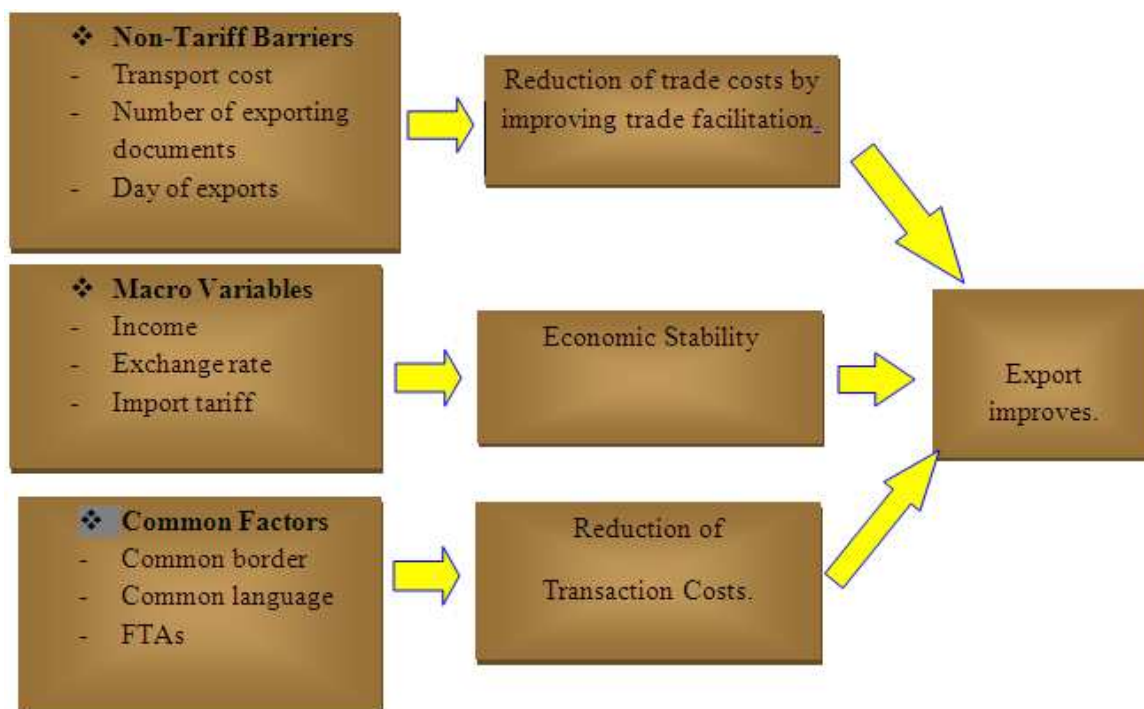 ❖ Non-Tariff Barriers
- Transport cost
- Number of exporting
documents
- Day of exports
Reduction of trade costs by
improving trade facilitation.
❖ Macro Variables
- Income
- Exchange rate
- Import tariff
Economic Stability
Export
improves.
❖ Common Factors
- Common border
- Common language
- FTAs
Reduction of
Transaction Costs.